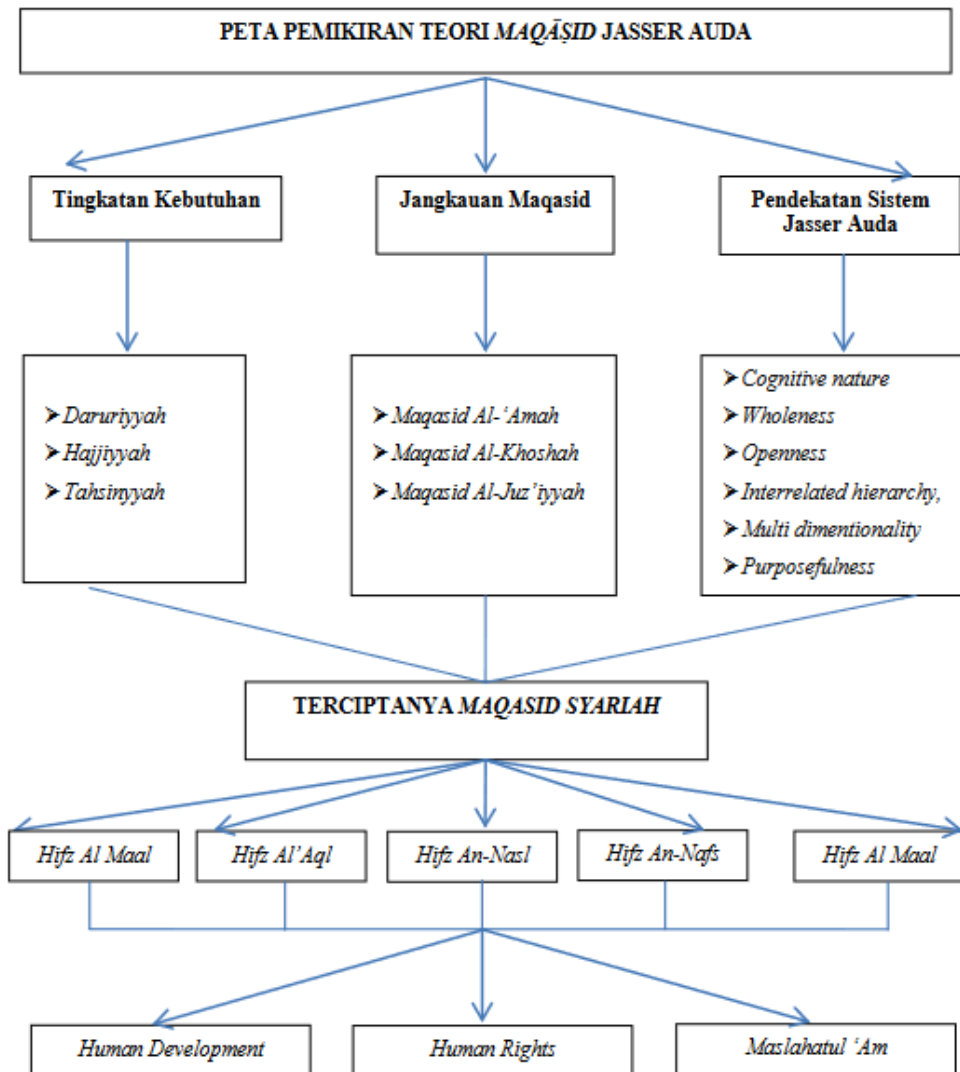 PETA PEMIKIRAN TEORI MAQĀṢID JASSER AUDA
Tingkatan Kebutuhan
Jangkauan Maqasid
Pendekatan Sistem
Jasser Auda
➤ Daruriyyah
➤ Hajjiyyah
➤ Tahsinyyah
➤ Maqasid Al-‘Amah
➤ Maqasid Al-Khoshah
➤ Maqasid Al-Juz’iyyah
➤ Cognitive nature
➤ Wholeness
➤ Openness
➤ Interrelated hierarchy,
➤ Multi dimentionality
➤ Purposefulness
TERCIPTANYA MAQASID SYARIAH
Hifz Al Maal
Hifz Al’Aql
Hifz An-Nasl
Hifz An-Nafs
Hifz Al Maal
Human Development
Human Rights
Maslahatul ‘Am